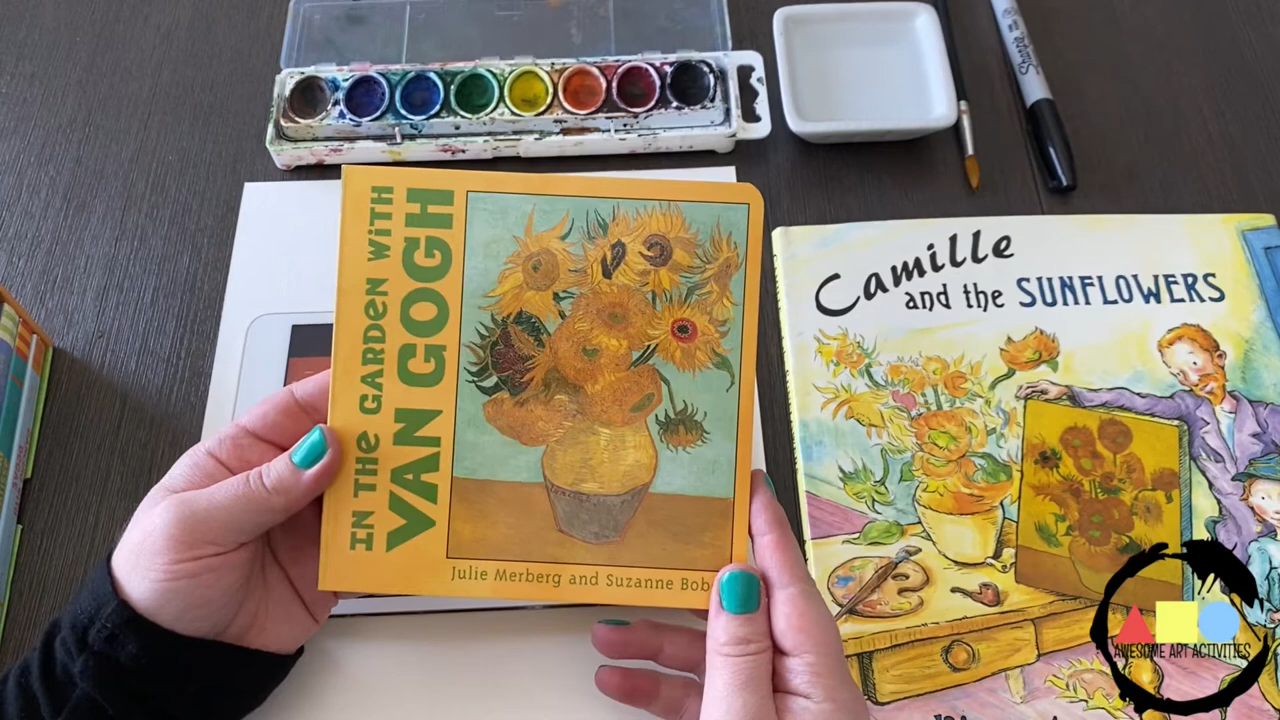 Sharpie
IN THE GARDEN WITH
VAN GOGH
Julie Merberg and Suzanne Bob
Camille
and the SUNFLOWERS
AWESOME ART ACTIVITIES